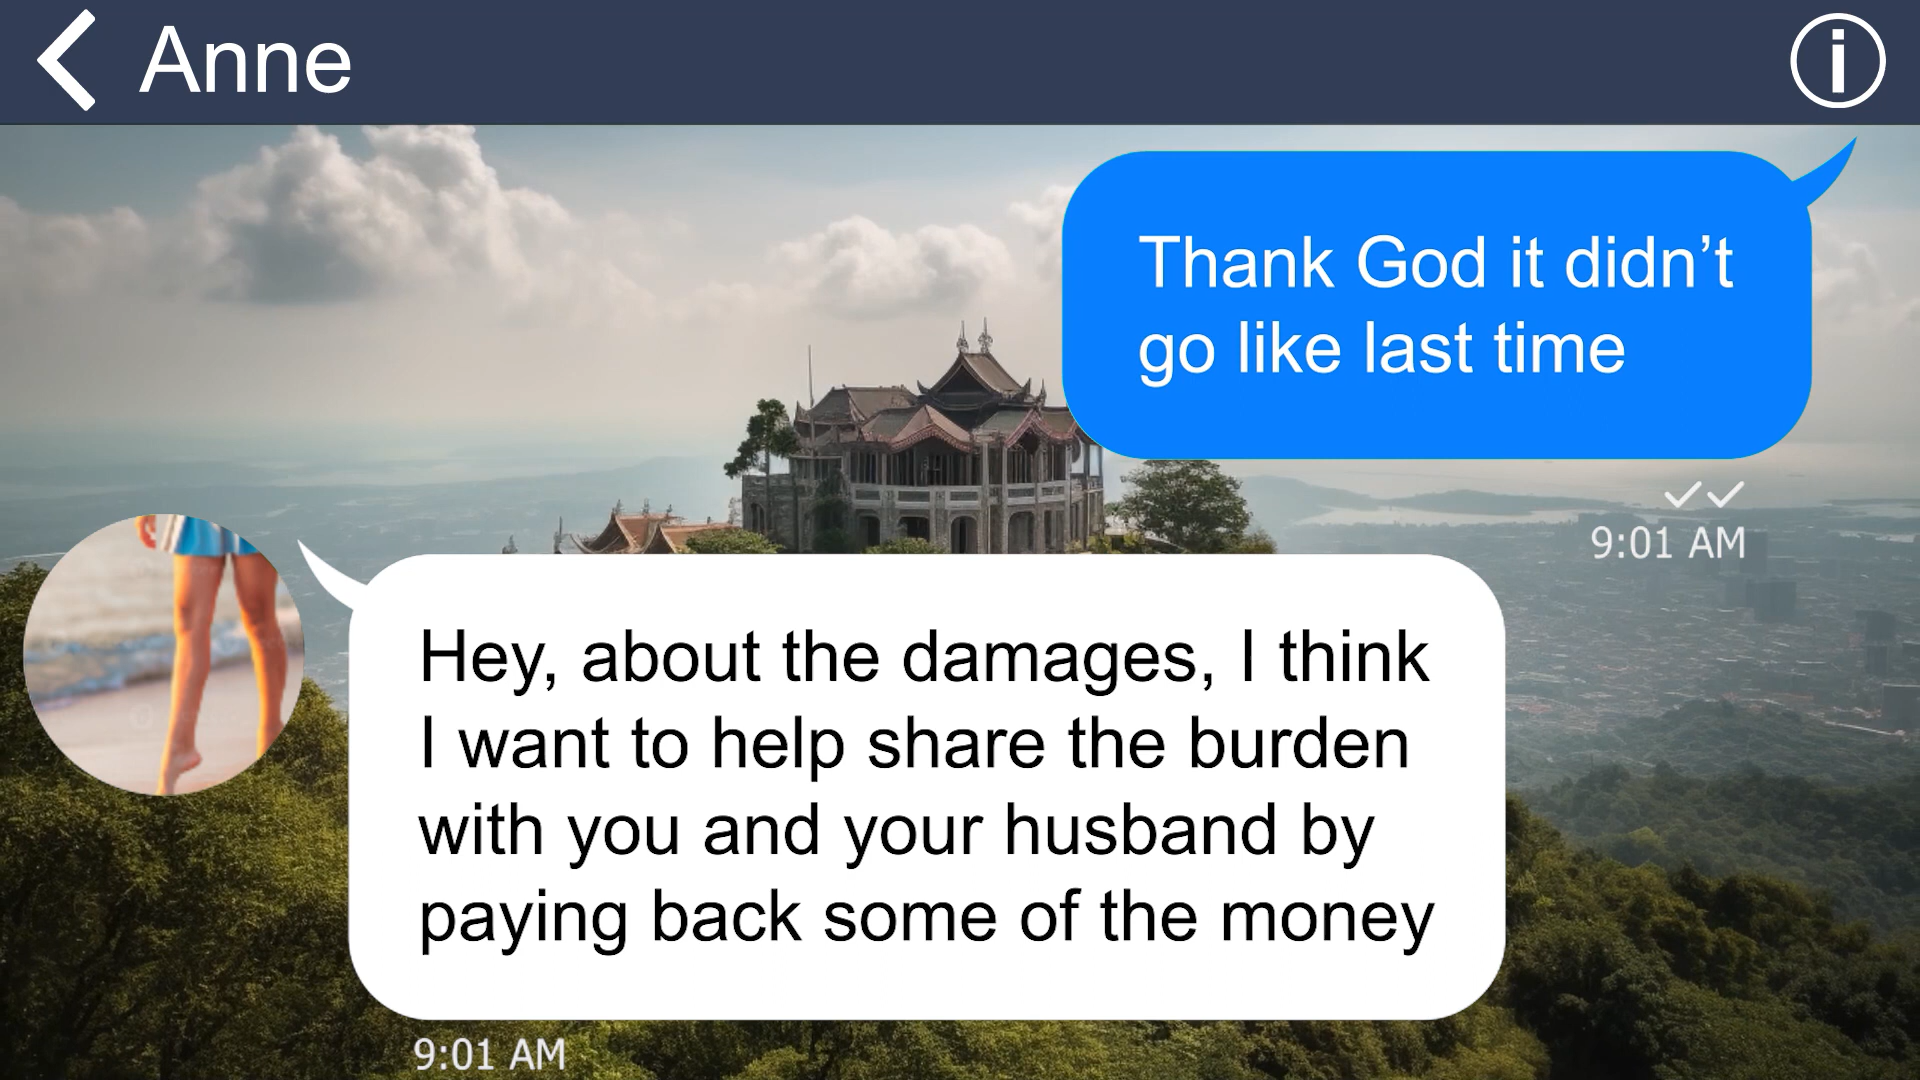 Anne
Thank God it didn’t
go like last time
9:01 AM
Hey, about the damages, I think
I want to help share the burden
with you and your husband by
paying back some of the money
9:01 AM